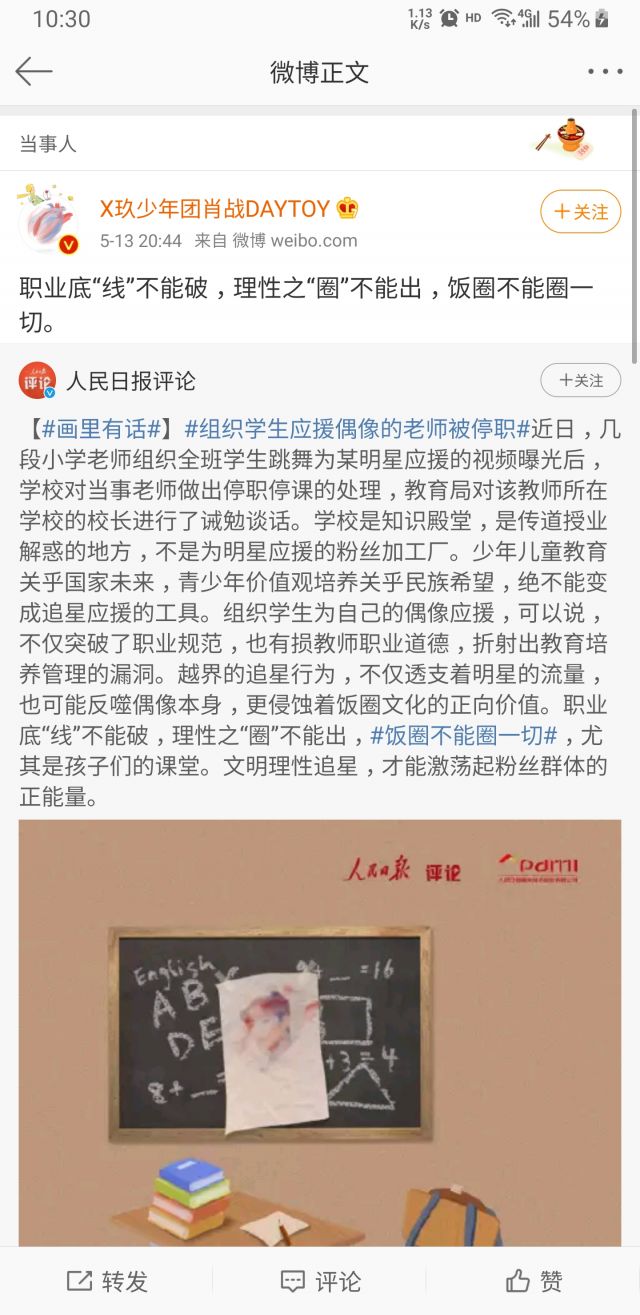 10:30
1.13
K/s
HD
4G
54%
微博正文
当事人
X玖少年团肖战DAYTOY
+关注
5-13 20:44 来自 微博 weibo.com
职业底“线”不能破，理性之“圈”不能出，饭圈不能圈一
切。
人民日报评论
+关注
【#画里有话#】#组织学生应援偶像的老师被停职#近日，几
段小学老师组织全班学生跳舞为某明星应援的视频曝光后，
学校对当事老师做出停职停课的处理，教育局对该教师所在
学校的校长进行了诫勉谈话。学校是知识殿堂，是传道授业
解惑的地方，不是为明星应援的粉丝加工厂。少年儿童教育
关乎国家未来，青少年价值观培养关乎民族希望，绝不能变
成追星应援的工具。组织学生为自己的偶像应援，可以说，
不仅突破了职业规范，也有损教师职业道德，折射出教育培
养管理的漏洞。越界的追星行为，不仅透支着明星的流量，
也可能反噬偶像本身，更侵蚀着饭圈文化的正向价值。职业
底“线”不能破，理性之“圈”不能出，#饭圈不能圈一切#，尤
其是孩子们的课堂。文明理性追星，才能激荡起粉丝群体的
正能量。
人民日报 评论
pdmi
English
=16
AB
DE
+3=4
8+
转发
评论
赞